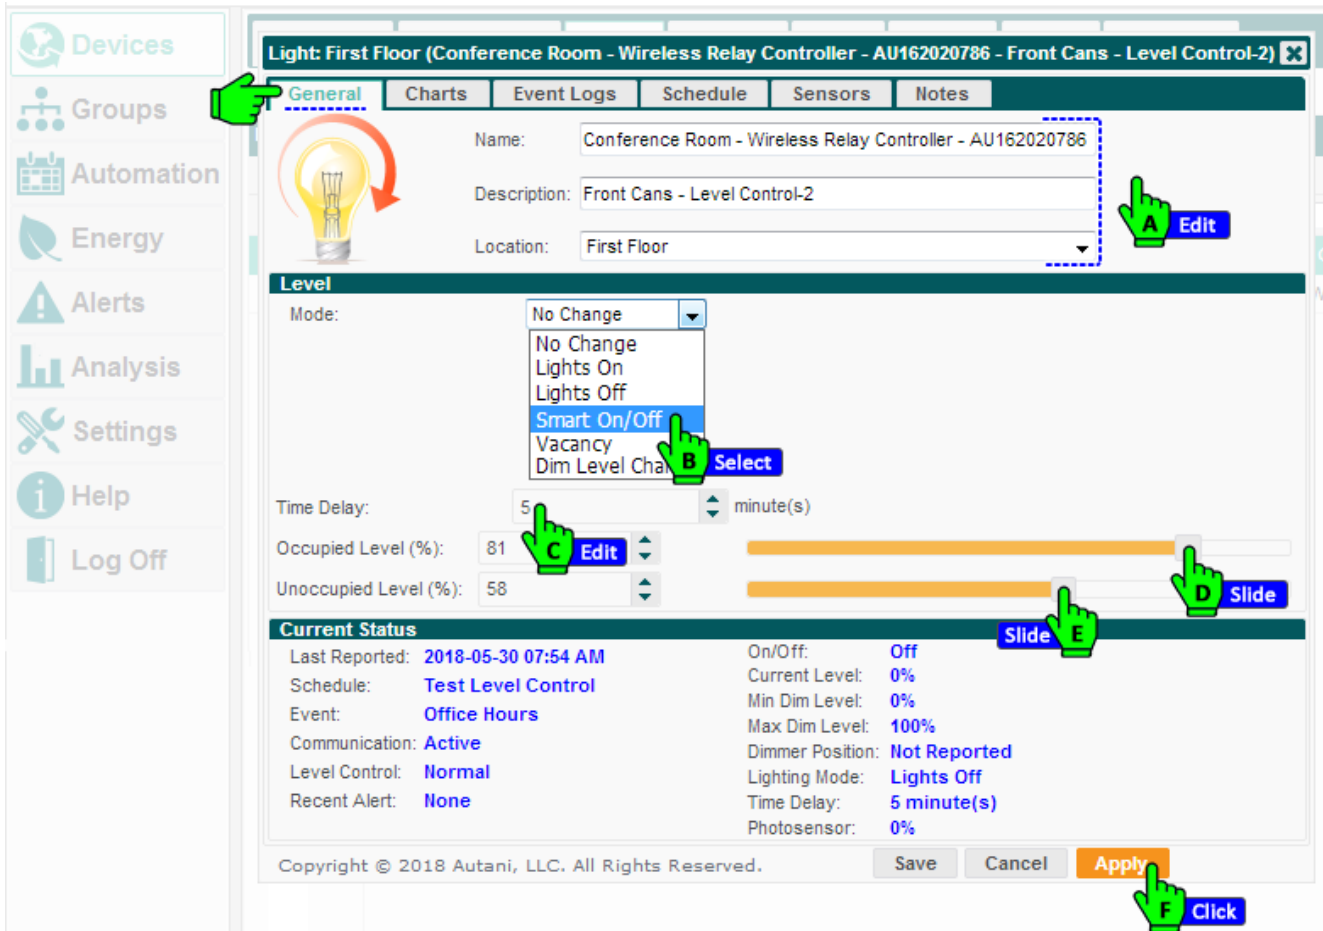 Devices
Groups
Automation
Energy
Alerts
Analysis
Settings
Help
Log Off
Light: First Floor (Conference Room - Wireless Relay Controller - AU162020786 - Front Cans - Level Control-2)
General Charts Event Logs Schedule Sensors Notes
Name: Conference Room - Wireless Relay Controller - AU162020786
Description: Front Cans - Level Control-2
A Edit
Location: First Floor
Level
Mode: No Change
No Change
Lights On
Lights Off
Smart On/Off
Vacancy
Dim Level
B Select
Time Delay: 5 minute(s)
C Edit
Occupied Level (%): 81
D Slide
Unoccupied Level (%): 58
Slide E
Current Status
Last Reported: 2018-05-30 07:54 AM
Schedule: Test Level Control
Event: Office Hours
Communication: Active
Level Control: Normal
Recent Alert: None
On/Off: Off
Current Level: 0%
Min Dim Level: 0%
Max Dim Level: 100%
Dimmer Position: Not Reported
Lighting Mode: Lights Off
Time Delay: 5 minute(s)
Photosensor: 0%
Copyright © 2018 Autani, LLC. All Rights Reserved.
Save Cancel Apply
F Click